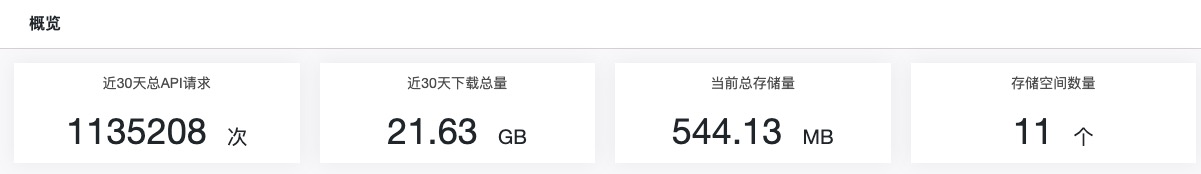 概览
近30天总API请求 近30天下载总量 当前总存储量 存储空间数量
1135208 次 21.63 GB 544.13 MB 11 个